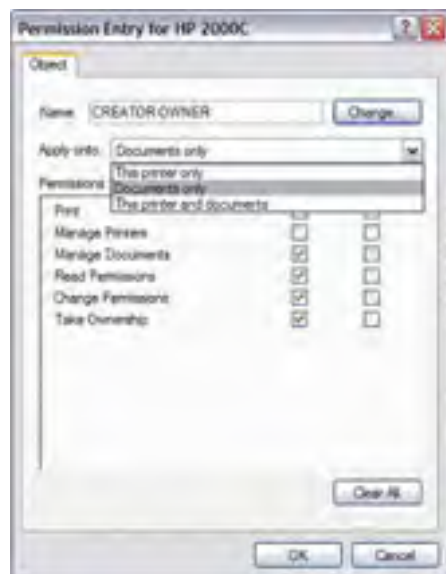 Permission Entry for HP 2000C
Object
Name: CREATOR OWNER Change...
Apply onto: Documents only
This printer only
Documents only
This printer and documents
Permissions
Print
Manage Printers
Manage Documents
Read Permissions
Change Permissions
Take Ownership
Clear All
OK Cancel